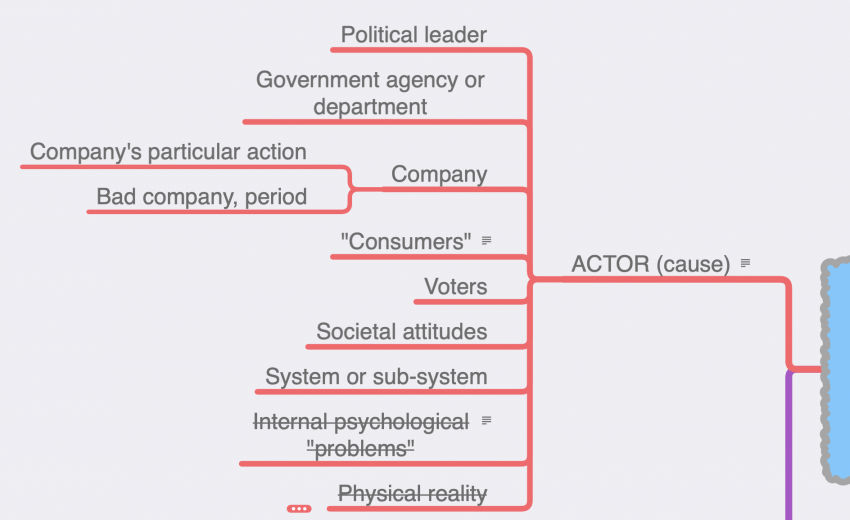 Political leader
Government agency or
department
Company's particular action
Company
Bad company, period
"Consumers"
ACTOR (cause)
Voters
Societal attitudes
System or sub-system
Internal psychological
"problems"
Physical reality